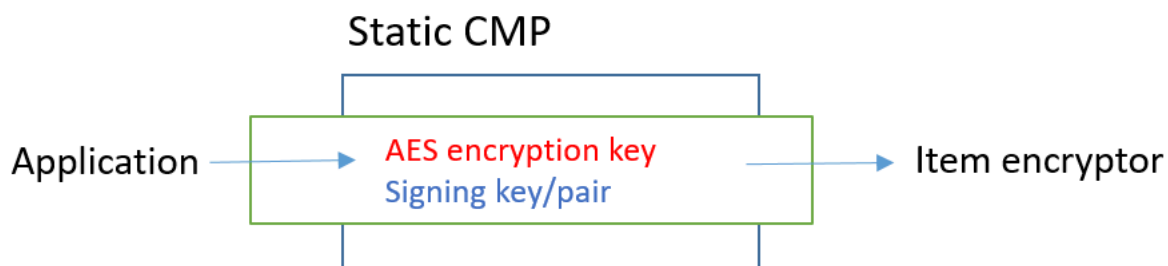 Static CMP
Application
AES encryption key
Signing key/pair
Item encryptor